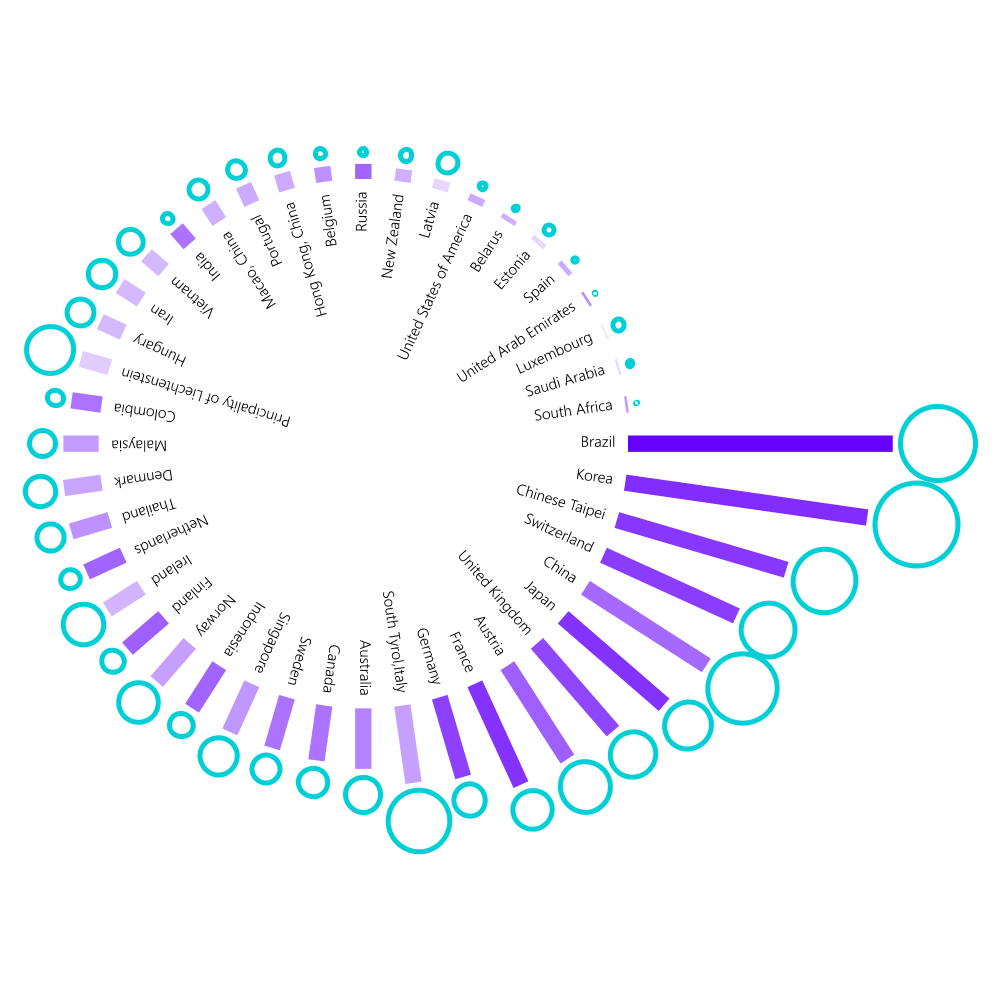 Brazil
Korea
Chinese Taipei
Switzerland
China
Japan
United Kingdom
Austria
France
Germany
South Tyrol,Italy
Australia
Canada
Sweden
Singapore
Indonesia
Norway
Finland
Ireland
Netherlands
Thailand
Denmark
Malaysia
Colombia
Principality of Liechtenstein
Hungary
Iran
Vietnam
India
Macao, China
Portugal
Hong Kong, China
Belgium
Russia
New Zealand
Latvia
United States of America
Belarus
Estonia
Spain
United Arab Emirates
Luxembourg
Saudi Arabia
South Africa